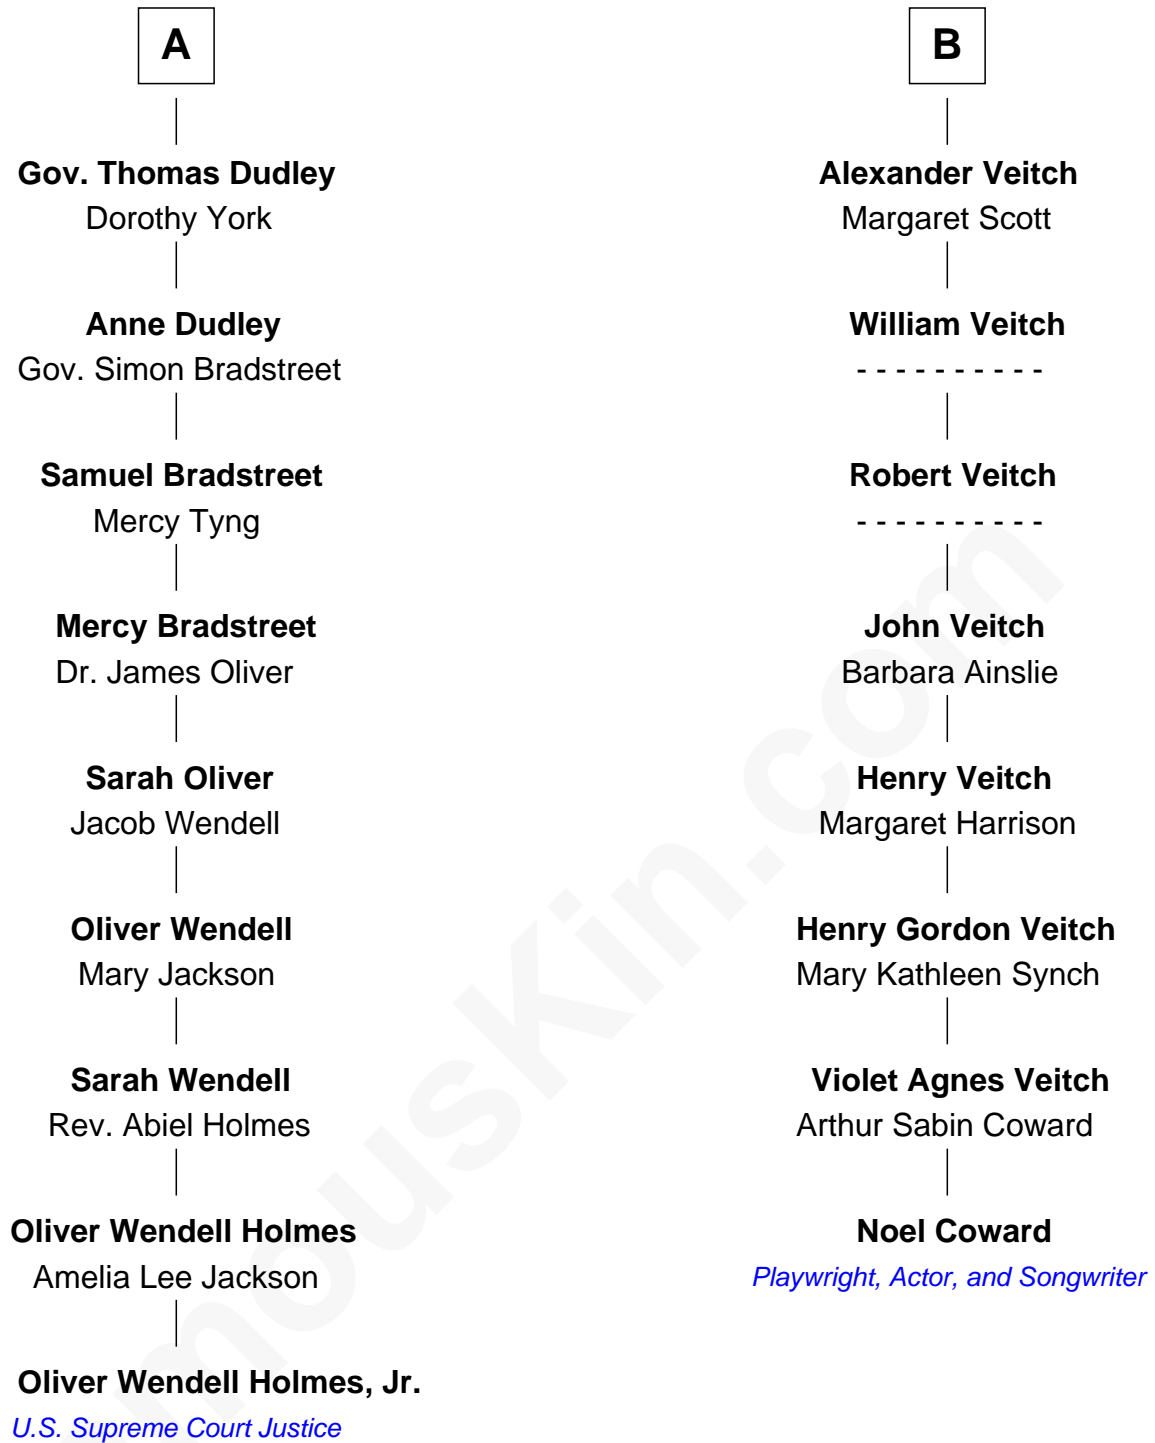 A
Gov. Thomas Dudley
Dorothy York
Anne Dudley
Gov. Simon Bradstreet
Samuel Bradstreet
Mercy Tyng
Mercy Bradstreet
Dr. James Oliver
Sarah Oliver
Jacob Wendell
Oliver Wendell
Mary Jackson
Sarah Wendell
Rev. Abiel Holmes
Oliver Wendell Holmes
Amelia Lee Jackson
Oliver Wendell Holmes, Jr.
U.S. Supreme Court Justice
B
Alexander Veitch
Margaret Scott
William Veitch
- - - - - - - - - -
Robert Veitch
- - - - - - - - - -
John Veitch
Barbara Ainslie
Henry Veitch
Margaret Harrison
Henry Gordon Veitch
Mary Kathleen Synch
Violet Agnes Veitch
Arthur Sabin Coward
Noel Coward
Playwright, Actor, and Songwriter
mousKin.com